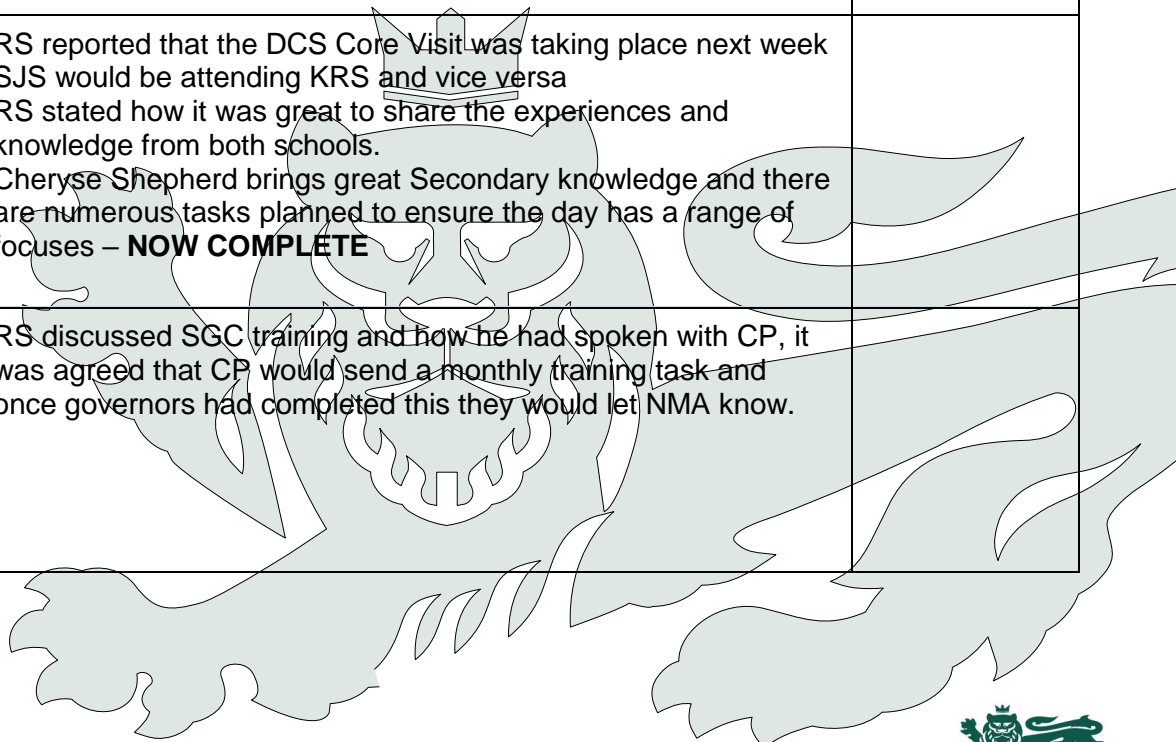 RS reported that the DCS Core Visit was taking place next week
SJS would be attending KRS and vice versa
RS stated how it was great to share the experiences and
knowledge from both schools.
Cheryse Shepherd brings great Secondary knowledge and there
are numerous tasks planned to ensure the day has a range of
focuses – NOW COMPLETE
RS discussed SGC training and how he had spoken with CP, it
was agreed that CP would send a monthly training task and
once governors had completed this they would let NMA know.